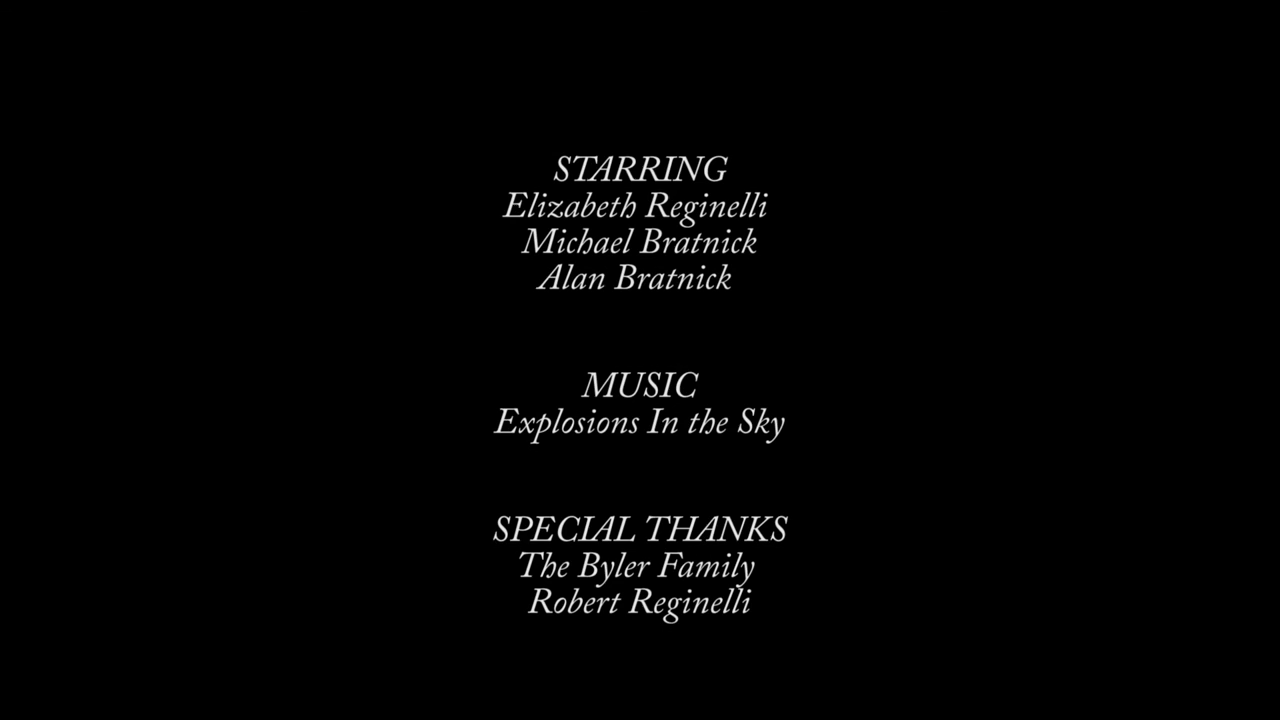 STARRING
Elizabeth Reginelli
Michael Bratnick
Alan Bratnick
MUSIC
Explosions In the Sky
SPECIAL THANKS
The Byler Family
Robert Reginelli